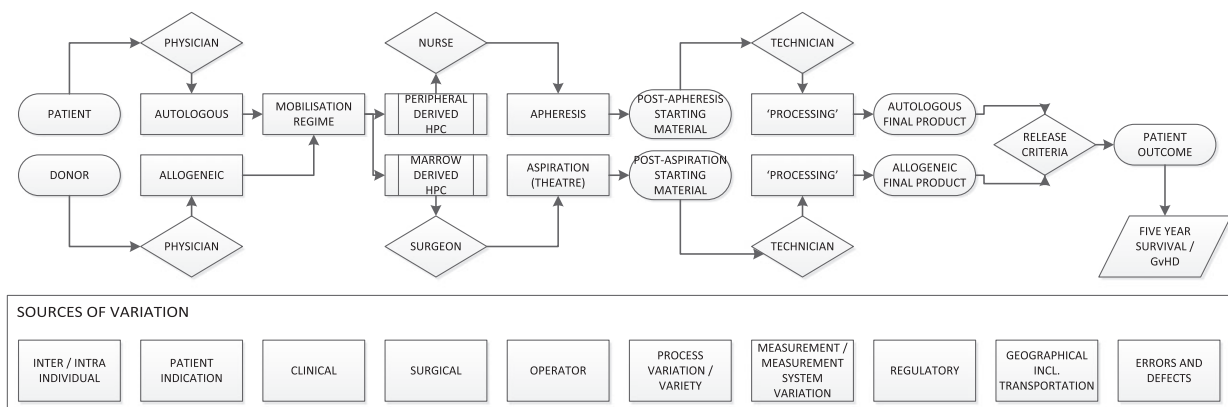 PHYSICIAN
NURSE
TECHNICIAN
PATIENT
AUTOLOGOUS
MOBILISATION
REGIME
PERIPHERAL
DERIVED
HPC
APHERESIS
POST-APHERESIS
STARTING
MATERIAL
'PROCESSING'
AUTOLOGOUS
FINAL PRODUCT
RELEASE
CRITERIA
PATIENT
OUTCOME
DONOR
ALLOGENEIC
MARROW
DERIVED
HPC
ASPIRATION
(THEATRE)
POST-ASPIRATION
STARTING
MATERIAL
'PROCESSING'
ALLOGENEIC
FINAL PRODUCT
PHYSICIAN
SURGEON
TECHNICIAN
FIVE YEAR
SURVIVAL /
GvHD
SOURCES OF VARIATION
INTER / INTRA
INDIVIDUAL
PATIENT
INDICATION
CLINICAL
SURGICAL
OPERATOR
PROCESS
VARIATION /
VARIETY
MEASUREMENT /
MEASUREMENT
SYSTEM
VARIATION
REGULATORY
GEOGRAPHICAL
INCL.
TRANSPORTATION
ERRORS AND
DEFECTS